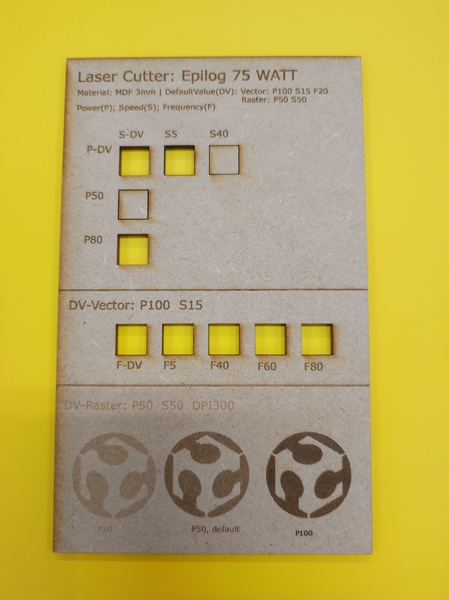 Laser Cutter: Epilog 75 WATT
Material: MDF 3mm | DefaultValue(DV): Vector: P100 S15 F20
Raster: P50 S50
Power(P); Speed(S); Frequency(F)
S-DV S5 S40
P-DV
P50
P80
DV-Vector: P100 S15
F-DV F5 F40 F60 F80
DV-Raster: P50 S50 DPI300
P20 P50, default P100